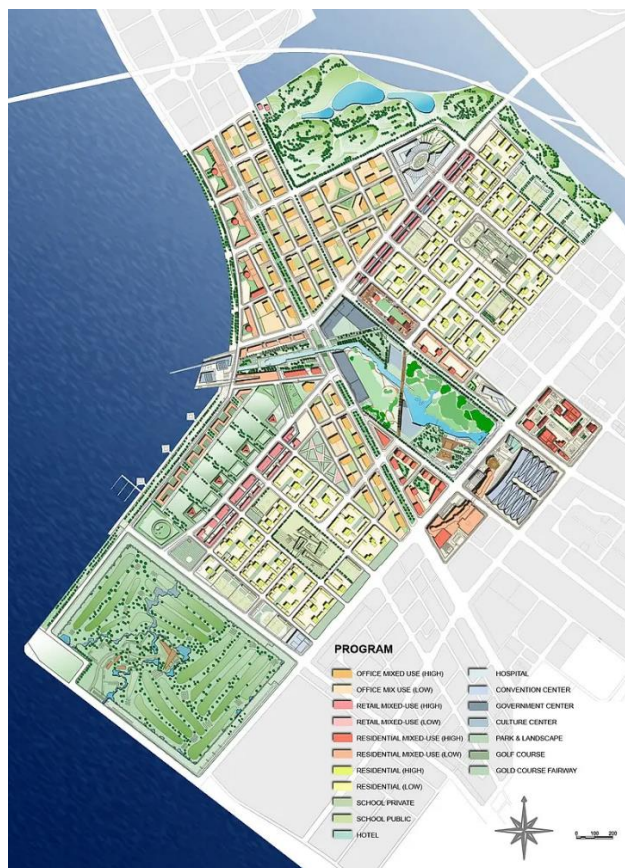 PROGRAM
OFFICE MIXED USE (HIGH)
OFFICE MIX USE (LOW)
RETAIL MIXED-USE (HIGH)
RETAIL MIXED-USE (LOW)
RESIDENTIAL MIXED-USE (HIGH)
RESIDENTIAL MIXED-USE (LOW)
RESIDENTIAL (HIGH)
RESIDENTIAL (LOW)
SCHOOL PRIVATE
SCHOOL PUBLIC
HOTEL
HOSPITAL
CONVENTION CENTER
GOVERNMENT CENTER
CULTURE CENTER
PARK & LANDSCAPE
GOLF COURSE
GOLD COURSE FAIRWAY
0 50 100 200